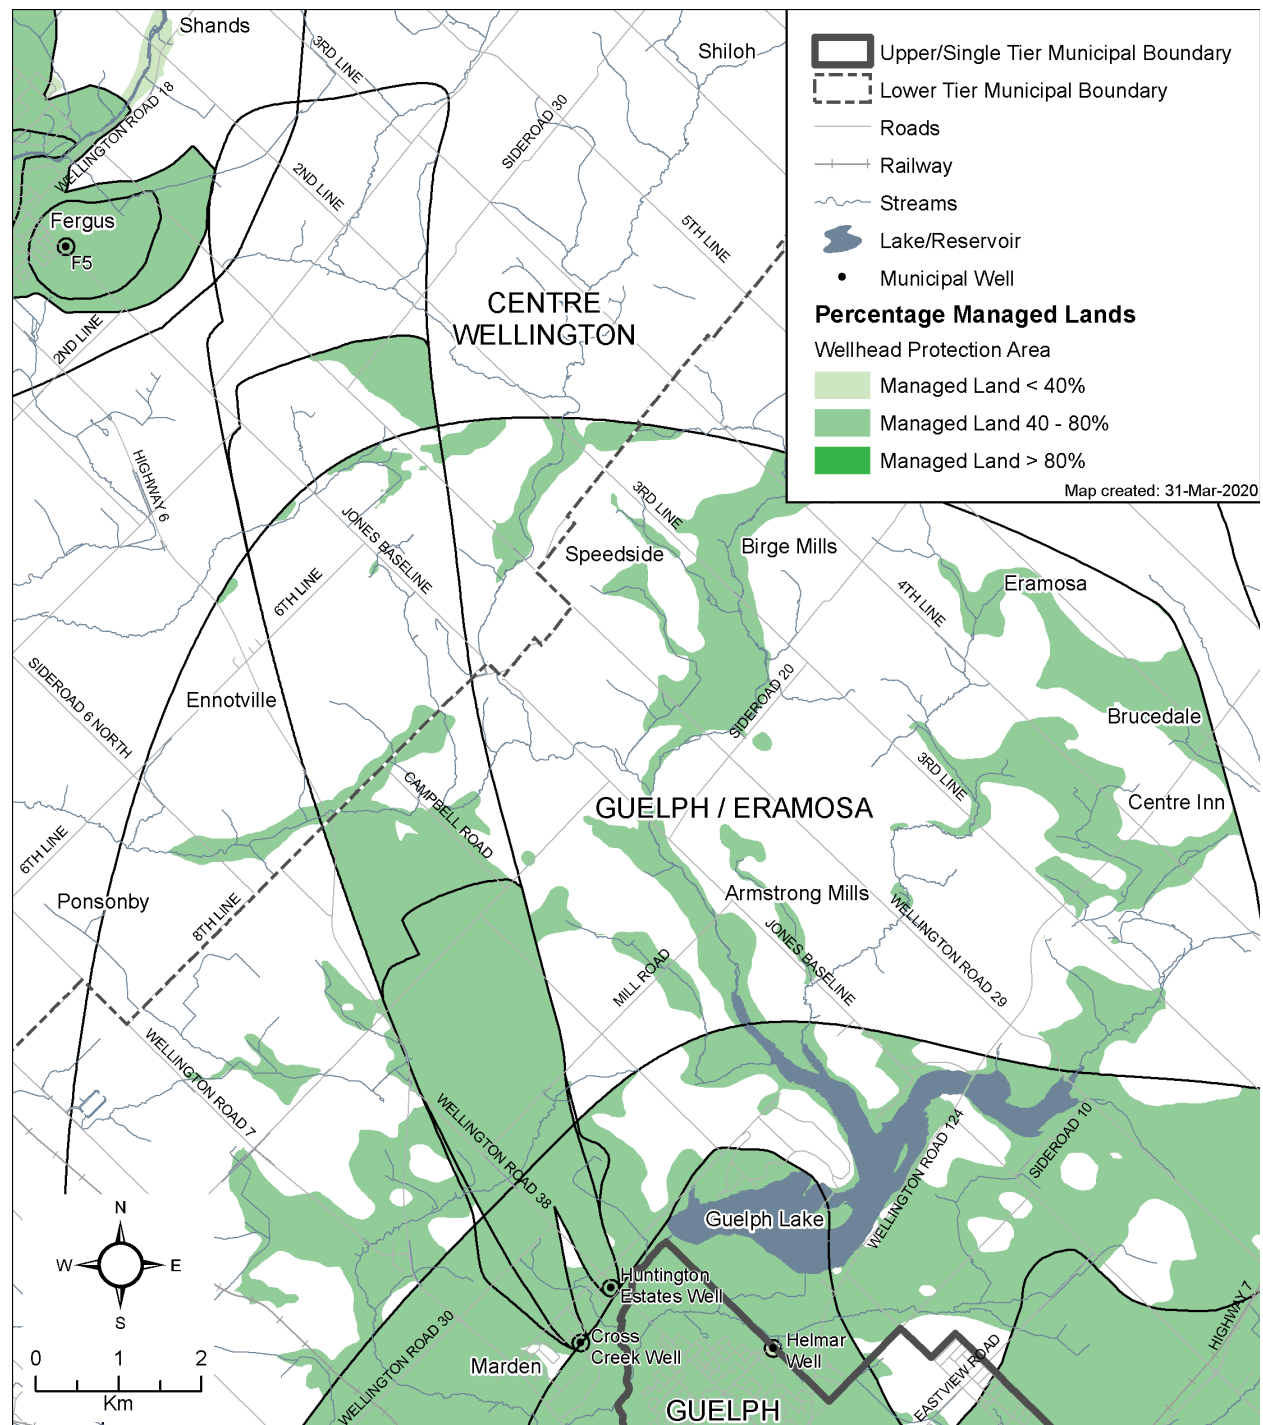 Shands
3RD LINE
Shiloh
WELLINGTON ROAD 18
SIDEROAD 30
2ND LINE
5TH LINE
Fergus
F5
2ND LINE
CENTRE
WELLINGTON
Upper/Single Tier Municipal Boundary
Lower Tier Municipal Boundary
Roads
Railway
Streams
Lake/Reservoir
Municipal Well
Percentage Managed Lands
Wellhead Protection Area
Managed Land < 40%
Managed Land 40 - 80%
Managed Land > 80%
Map created: 31-Mar-2020
HIGHWAY 6
JONES BASELINE
6TH LINE
3RD LINE
Speedside
Birge Mills
4TH LINE
Eramosa
SIDEROAD 6 NORTH
Ennotville
SIDEROAD 20
Brucedale
3RD LINE
CAMPBELL ROAD
GUELPH / ERAMOSA
Centre Inn
6TH LINE
Ponsonby
8TH LINE
Armstrong Mills
WELLINGTON ROAD 29
JONES BASELINE
MILL ROAD
WELLINGTON ROAD 7
WELLINGTON ROAD 38
WELLINGTON ROAD 124
SIDEROAD 10
Guelph Lake
N
W
E
S
Huntington
Estates Well
Cross
Creek Well
Helmar
Well
HIGHWAY 7
WELLINGTON ROAD 30
Marden
EASTVIEW ROAD
GUELPH
0
1
2
Km